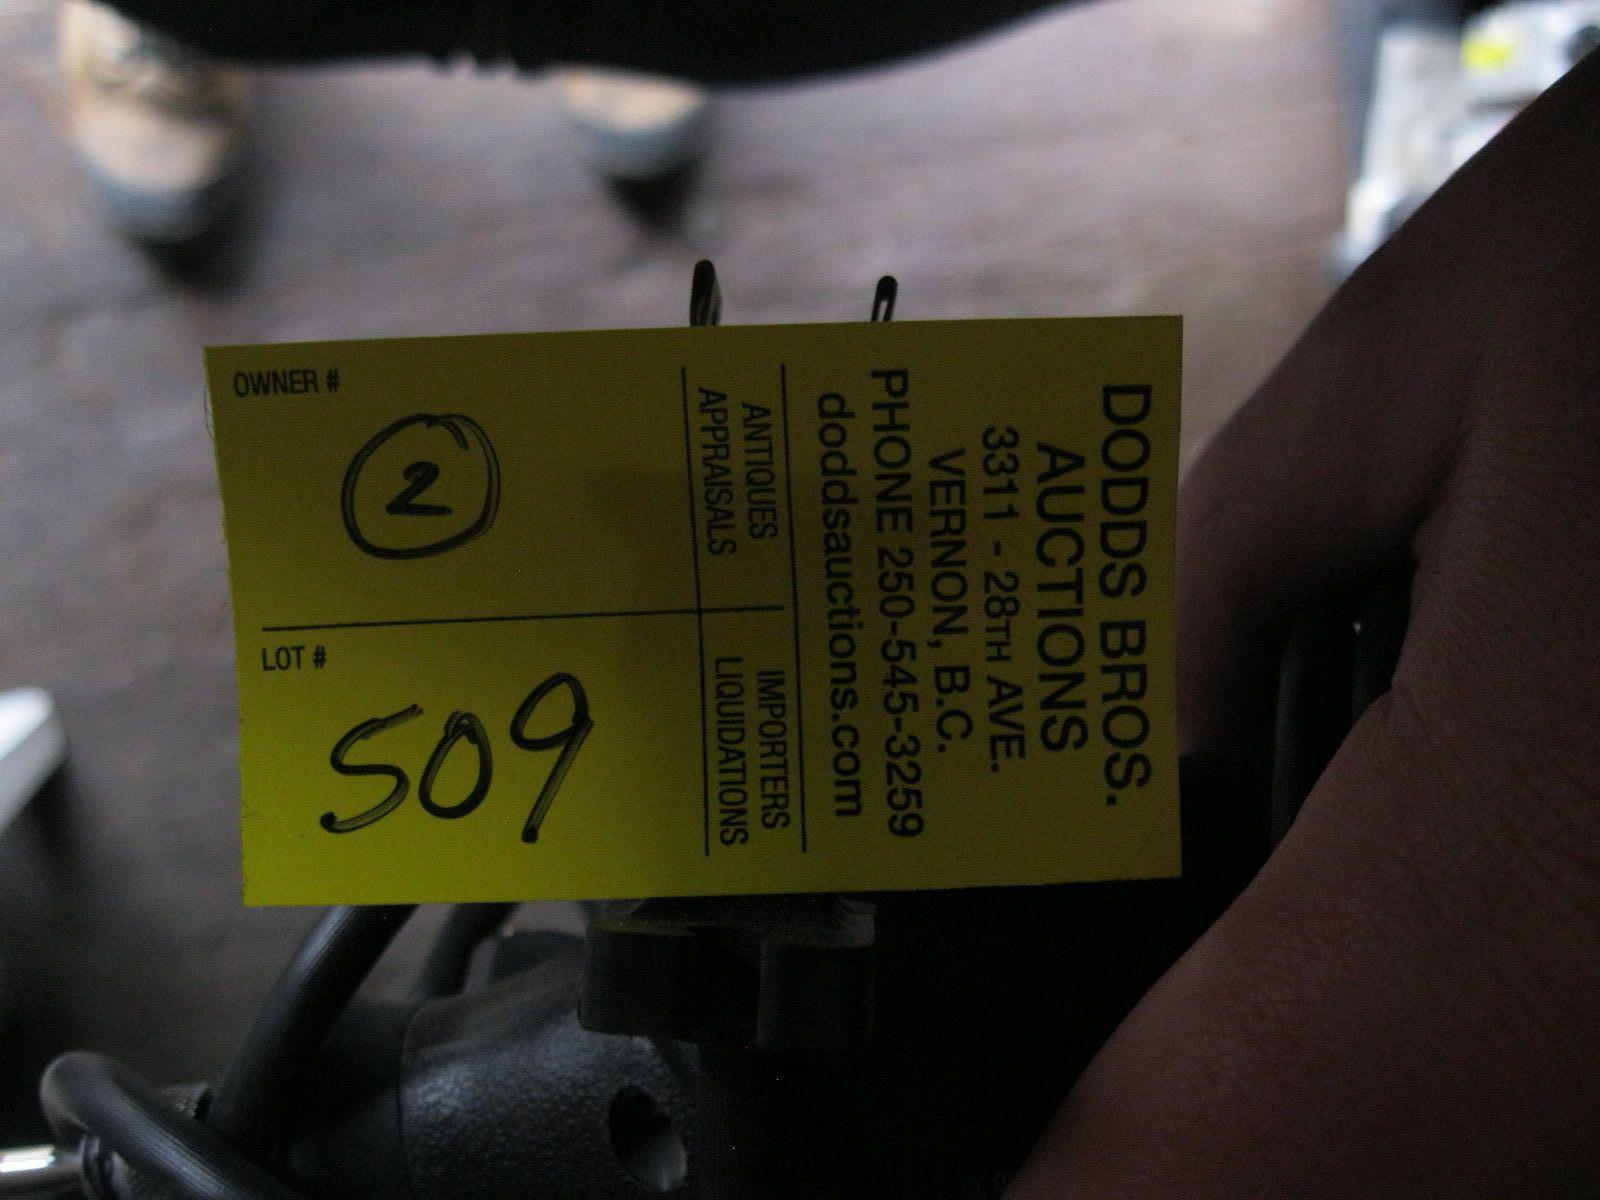 DODDS BROS.
AUCTIONS
3311 - 28TH AVE.
VERNON, B.C.
PHONE 250-545-3259
doddsauctions.com
ANTIQUES
APPRAISALS
IMPORTERS
LIQUIDATIONS
OWNER #
2
LOT #
509